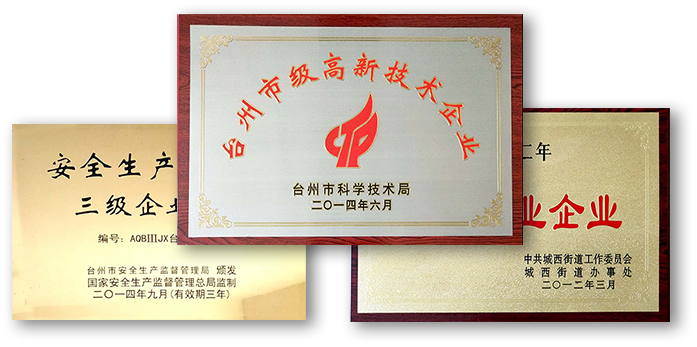 台州市级高新技术企业
台州市科学技术局
二〇一四年六月
安全生产
三级企业
编号：AQBⅢJX台
台州市安全生产监督管理局 颁发
国家安全生产监督管理总局监制
二〇一四年九月(有效期三年)
二年
业企业
中共城西街道工作委员会
城西街道办事处
二〇一二年三月